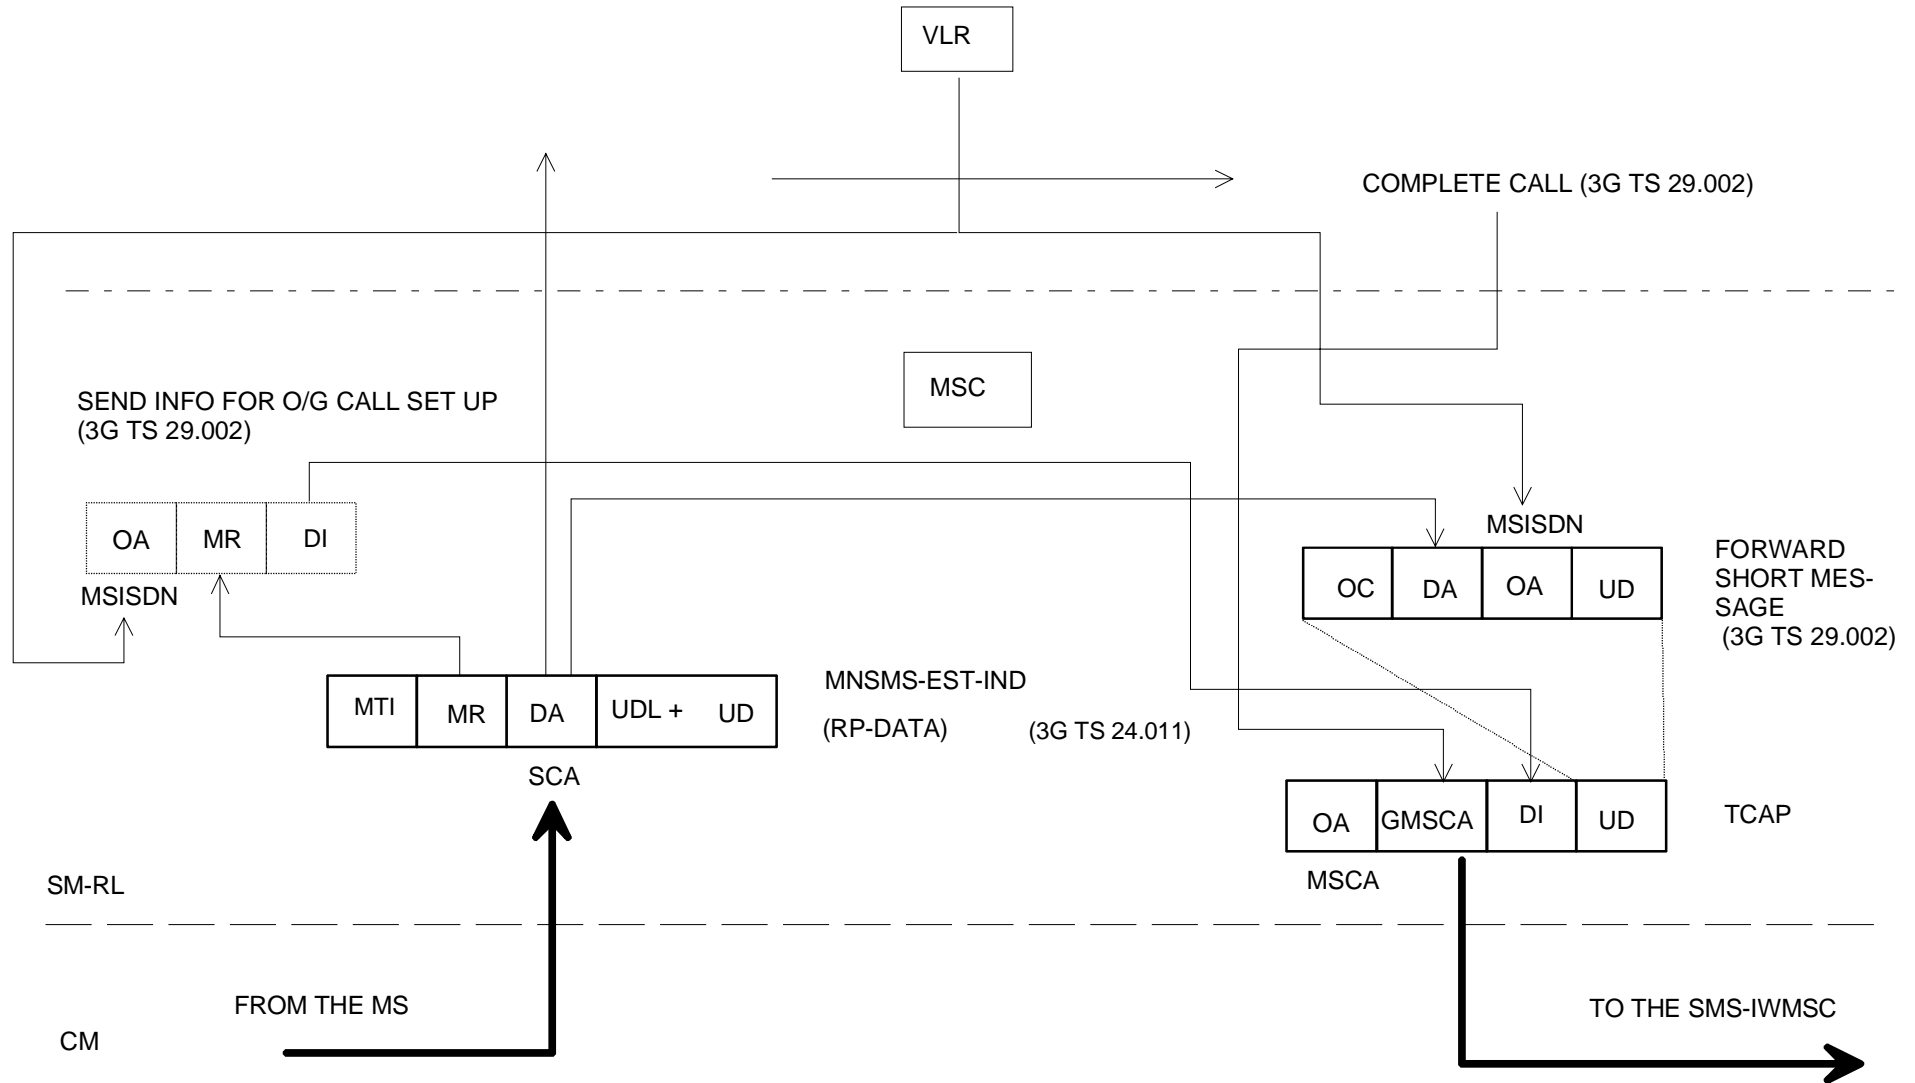 VLR
COMPLETE CALL (3G TS 29.002)
MSC
SEND INFO FOR O/G CALL SET UP
(3G TS 29.002)
OA MR DI
MSISDN
MSISDN
OC DA OA UD
FORWARD
SHORT MES-
SAGE
(3G TS 29.002)
MTI MR DA UDL + UD
MNSMS-EST-IND
(RP-DATA) (3G TS 24.011)
SCA
OA GMSCA DI UD
TCAP
MSCA
SM-RL
FROM THE MS
TO THE SMS-IWMSC
CM